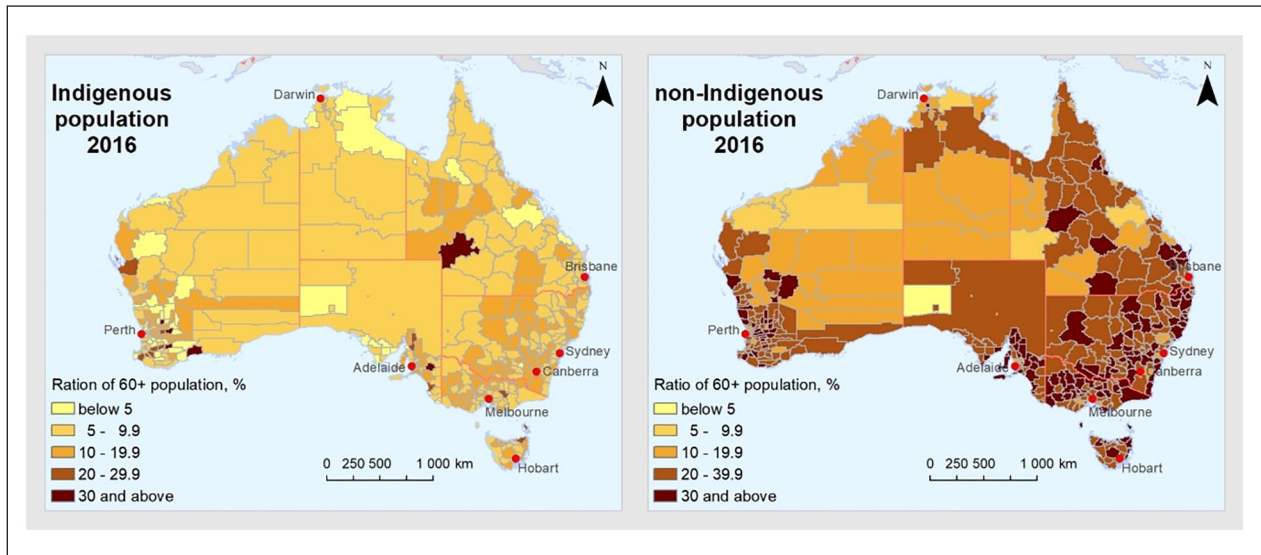 Indigenous
population
2016
N
Darwin
Brisbane
Perth
Sydney
Adelaide
Canberra
Melbourne
Hobart
Ration of 60+ population, %
below 5
5 - 9.9
10 - 19.9
20 - 29.9
30 and above
0 250 500 1 000 km
non-Indigenous
population
2016
N
Darwin
Brisbane
Perth
Sydney
Adelaide
Canberra
Melbourne
Hobart
Ratio of 60+ population, %
below 5
5 - 9.9
10 - 19.9
20 - 39.9
30 and above
0 250 500 1 000 km